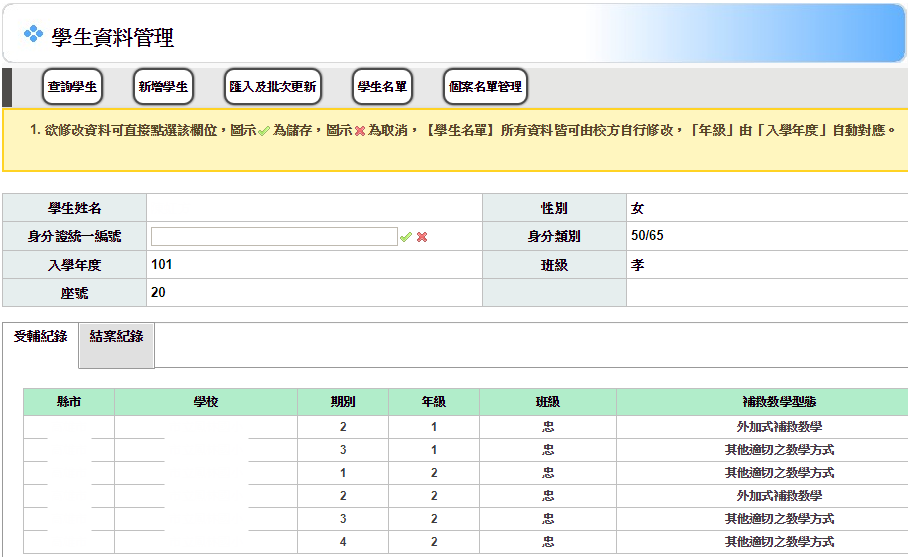 學生資料管理
查詢學生 新增學生 匯入及批次更新 學生名單 個案名單管理
1. 欲修改資料可直接點選該欄位，圖示 為儲存，圖示 為取消，【學生名單】所有資料皆可由校方自行修改，「年級」由「入學年度」自動對應。
學生姓名 性別 女
身分證統一編號 身分類別 50/65
入學年度 101 班級 孝
座號 20
受輔紀錄 結案紀錄
縣市 學校 期別 年級 班級 補救教學型態
2 1 忠 外加式補救教學
3 1 忠 其他適切之教學方式
1 2 忠 其他適切之教學方式
2 2 忠 外加式補救教學
3 2 忠 其他適切之教學方式
4 2 忠 其他適切之教學方式